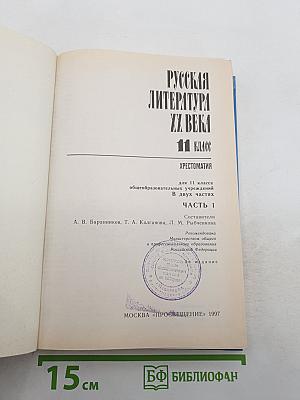 РУССКАЯ
ЛИТЕРАТУРА
XX ВЕКА
11 КЛАСС
ХРЕСТОМАТИЯ
для 11 класса
общеобразовательных учреждений
В двух частях
ЧАСТЬ 1
Составители
А. В. Баранников, Т. А. Калганова, Л. М. Рыбченкова
Рекомендовано
Министерством общего
и профессионального образования
Российской Федерации
издание
МОСКВА «ПРОСВЕЩЕНИЕ» 1997
15 см
БФ БИБЛИОФАН